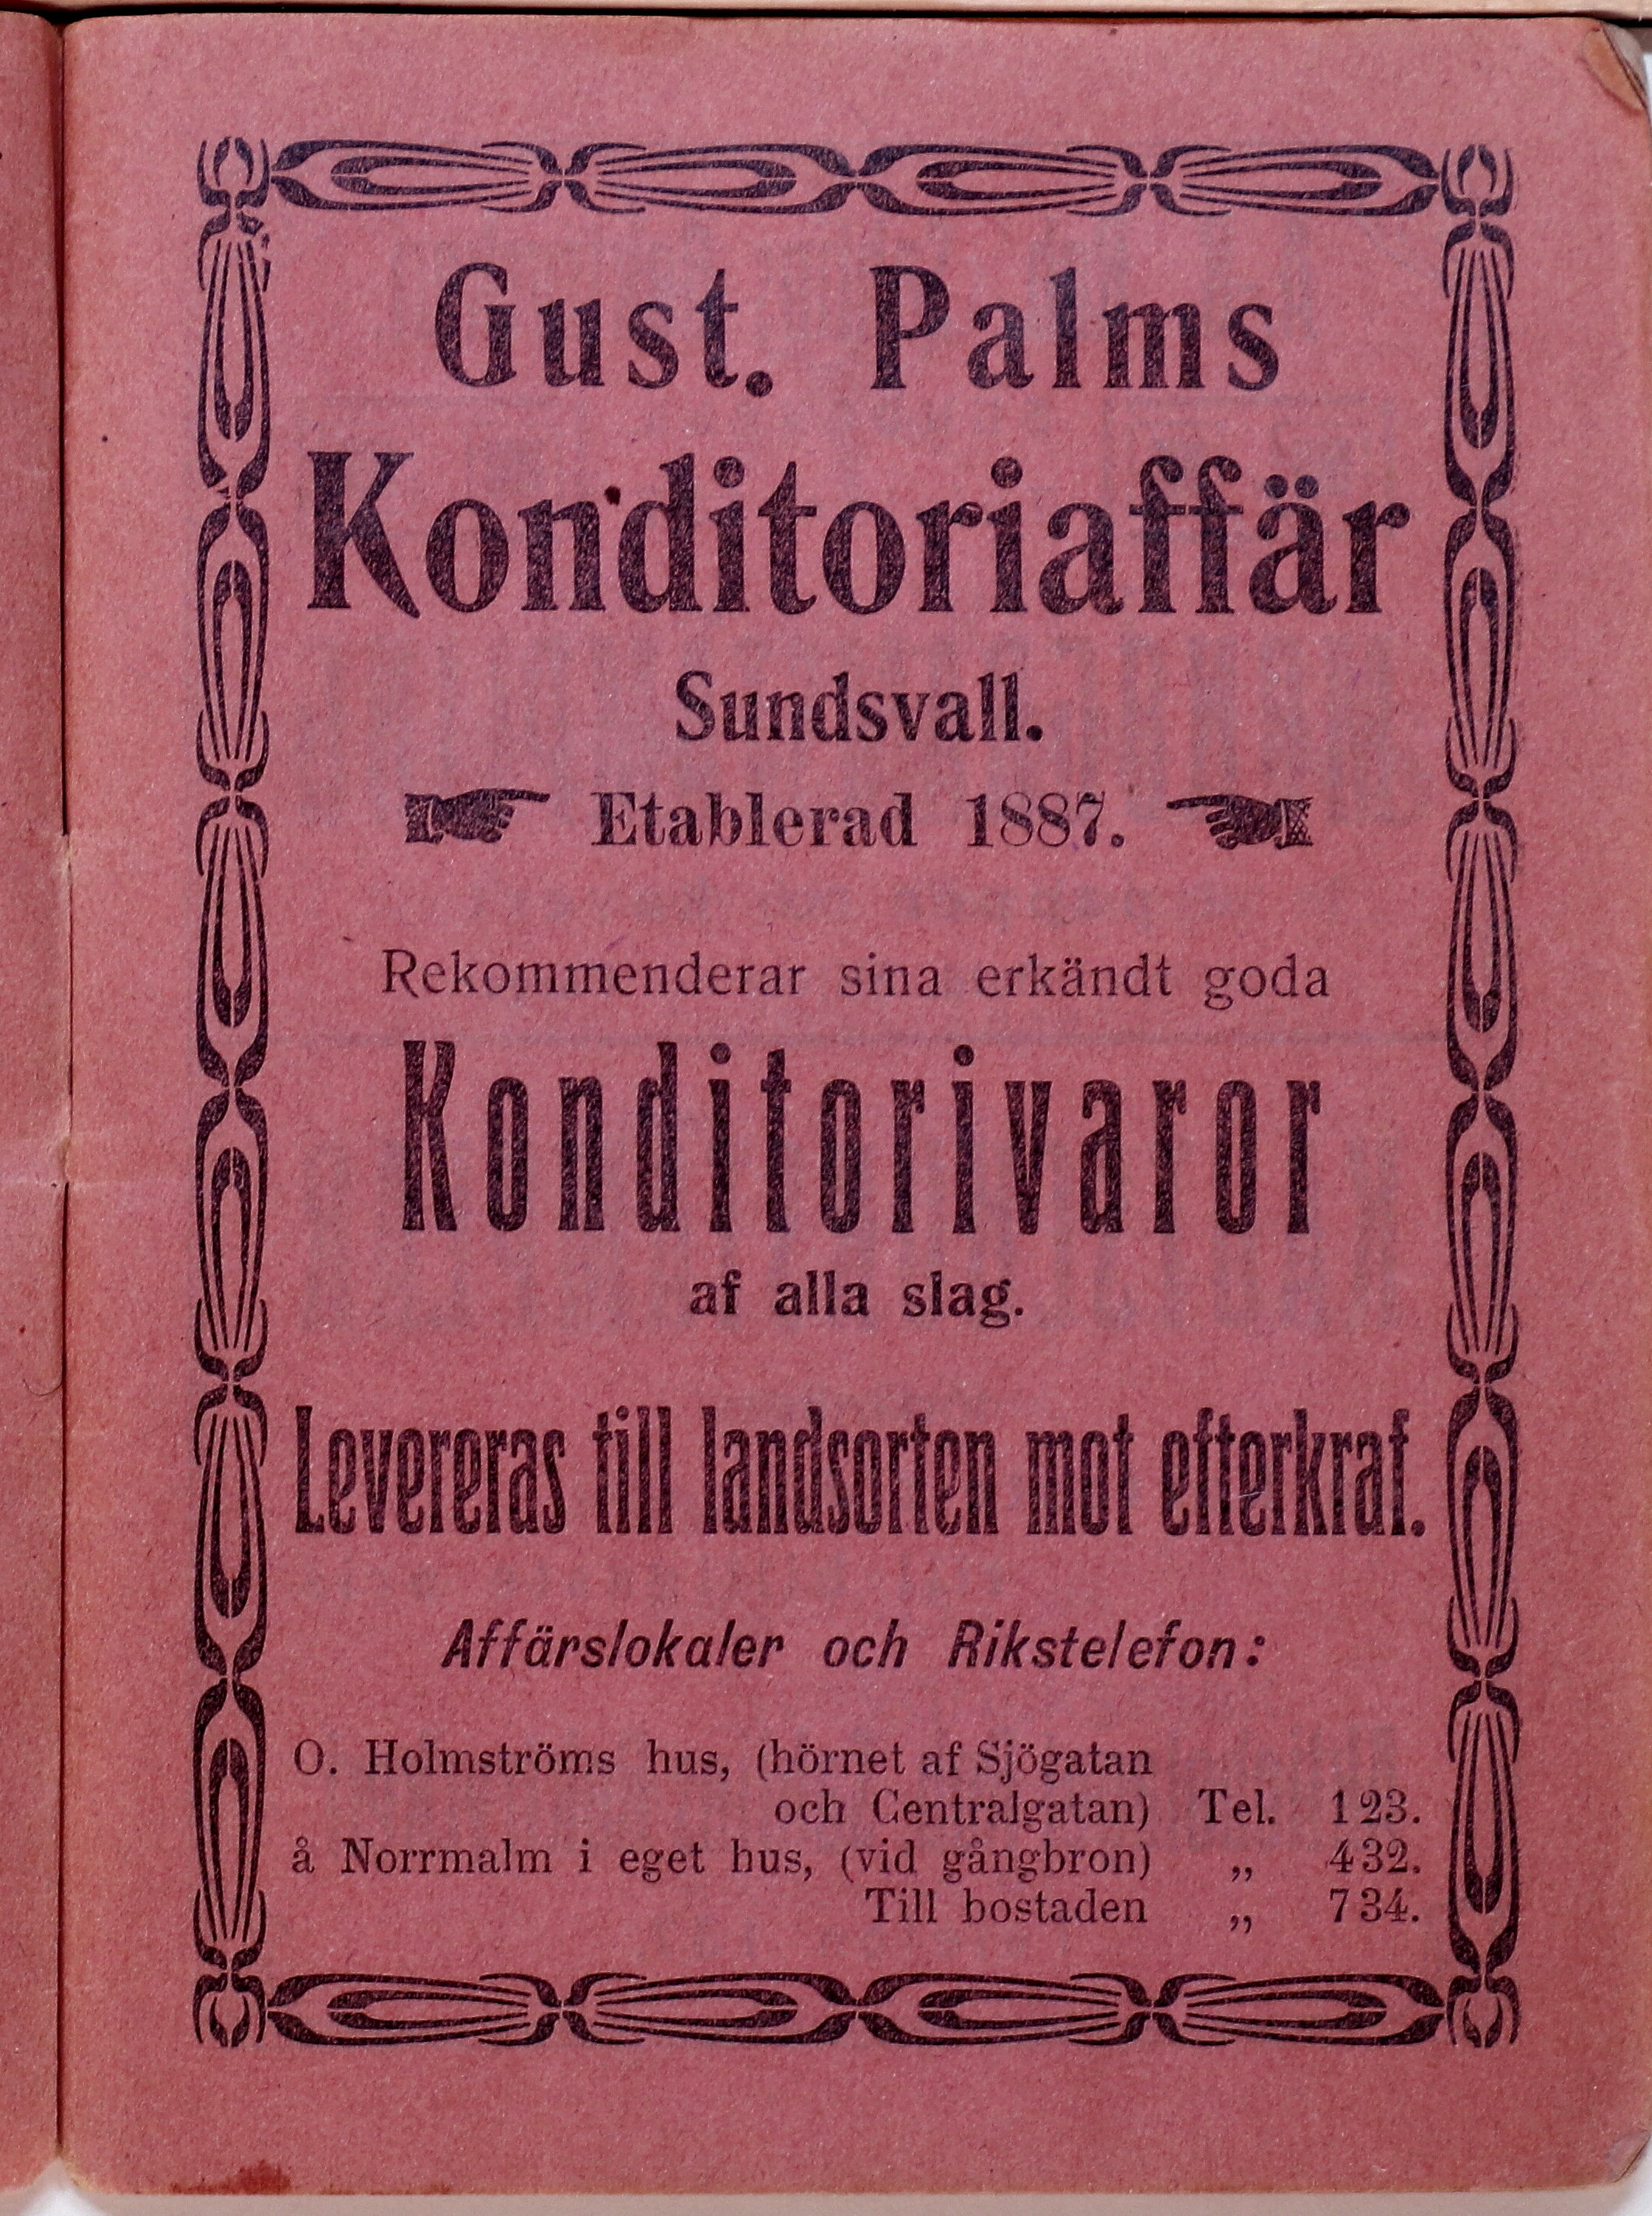 Gust. Palms
Konditoriaffär
Sundsvall.
Etablerad 1887.
Rekommenderar sina erkändt goda
Konditorivaror
af alla slag.
Levereras till landsorten mot efterkraf.
Affärslokaler och Rikstelefon:
O. Holmströms hus, (hörnet af Sjögatan
och Centralgatan) Tel. 123.
å Norrmalm i eget hus, (vid gångbron) „ 432.
Till bostaden „ 734.